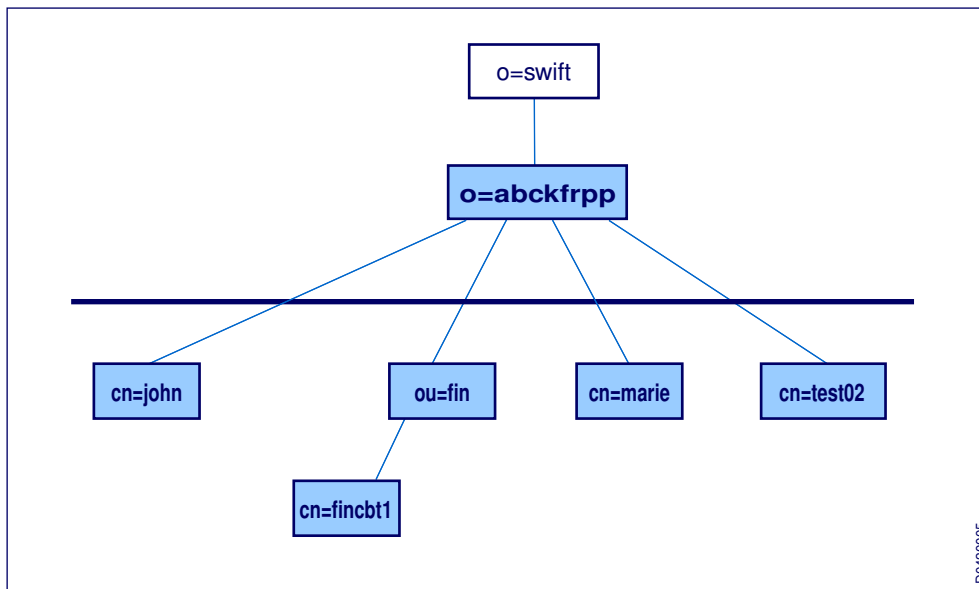 o=swift
o=abckfrpp
cn=john
ou=fin
cn=marie
cn=test02
cn=fincbt1